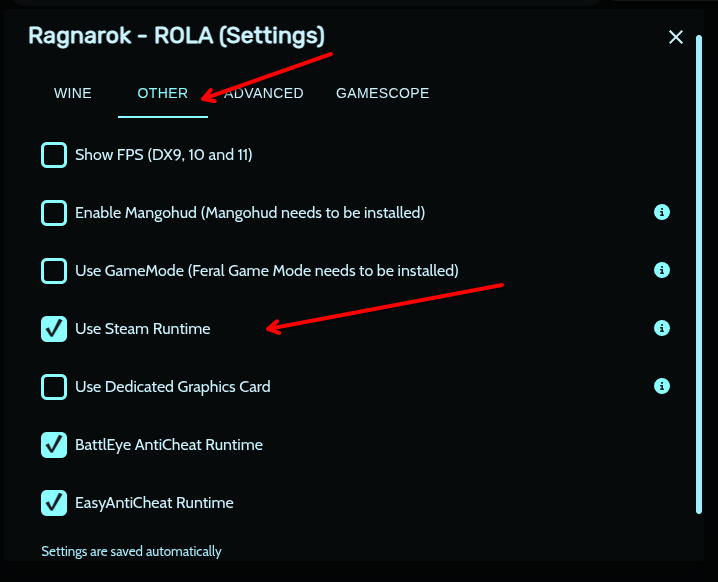 Ragnarok - ROLA (Settings)
WINE OTHER ADVANCED GAMESCOPE
Show FPS (DX9, 10 and 11)
Enable Mangohud (Mangohud needs to be installed)
Use GameMode (Feral Game Mode needs to be installed)
Use Steam Runtime
Use Dedicated Graphics Card
BattlEye AntiCheat Runtime
EasyAntiCheat Runtime
Settings are saved automatically